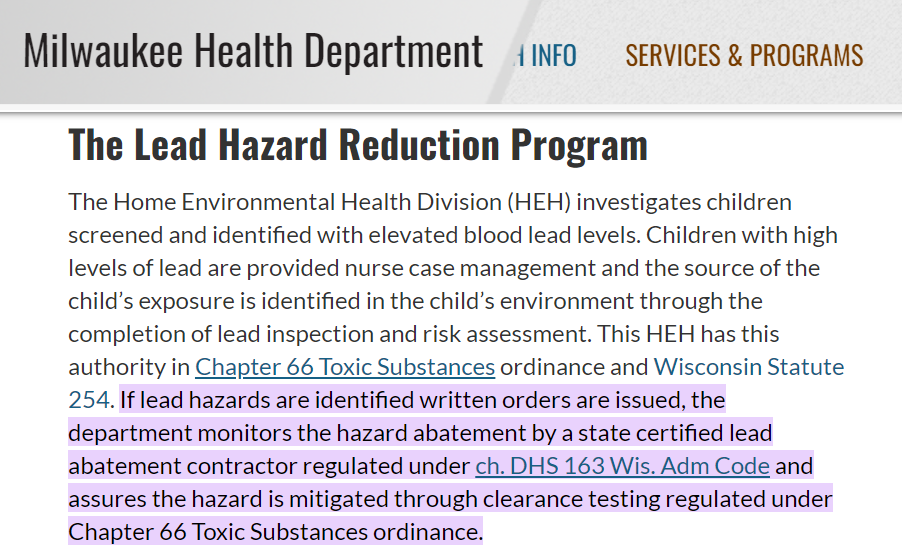 Milwaukee Health Department
H INFO
SERVICES & PROGRAMS
The Lead Hazard Reduction Program
The Home Environmental Health Division (HEH) investigates children
screened and identified with elevated blood lead levels. Children with high
levels of lead are provided nurse case management and the source of the
child’s exposure is identified in the child’s environment through the
completion of lead inspection and risk assessment. This HEH has this
authority in Chapter 66 Toxic Substances ordinance and Wisconsin Statute
254. If lead hazards are identified written orders are issued, the
department monitors the hazard abatement by a state certified lead
abatement contractor regulated under ch. DHS 163 Wis. Adm Code and
assures the hazard is mitigated through clearance testing regulated under
Chapter 66 Toxic Substances ordinance.